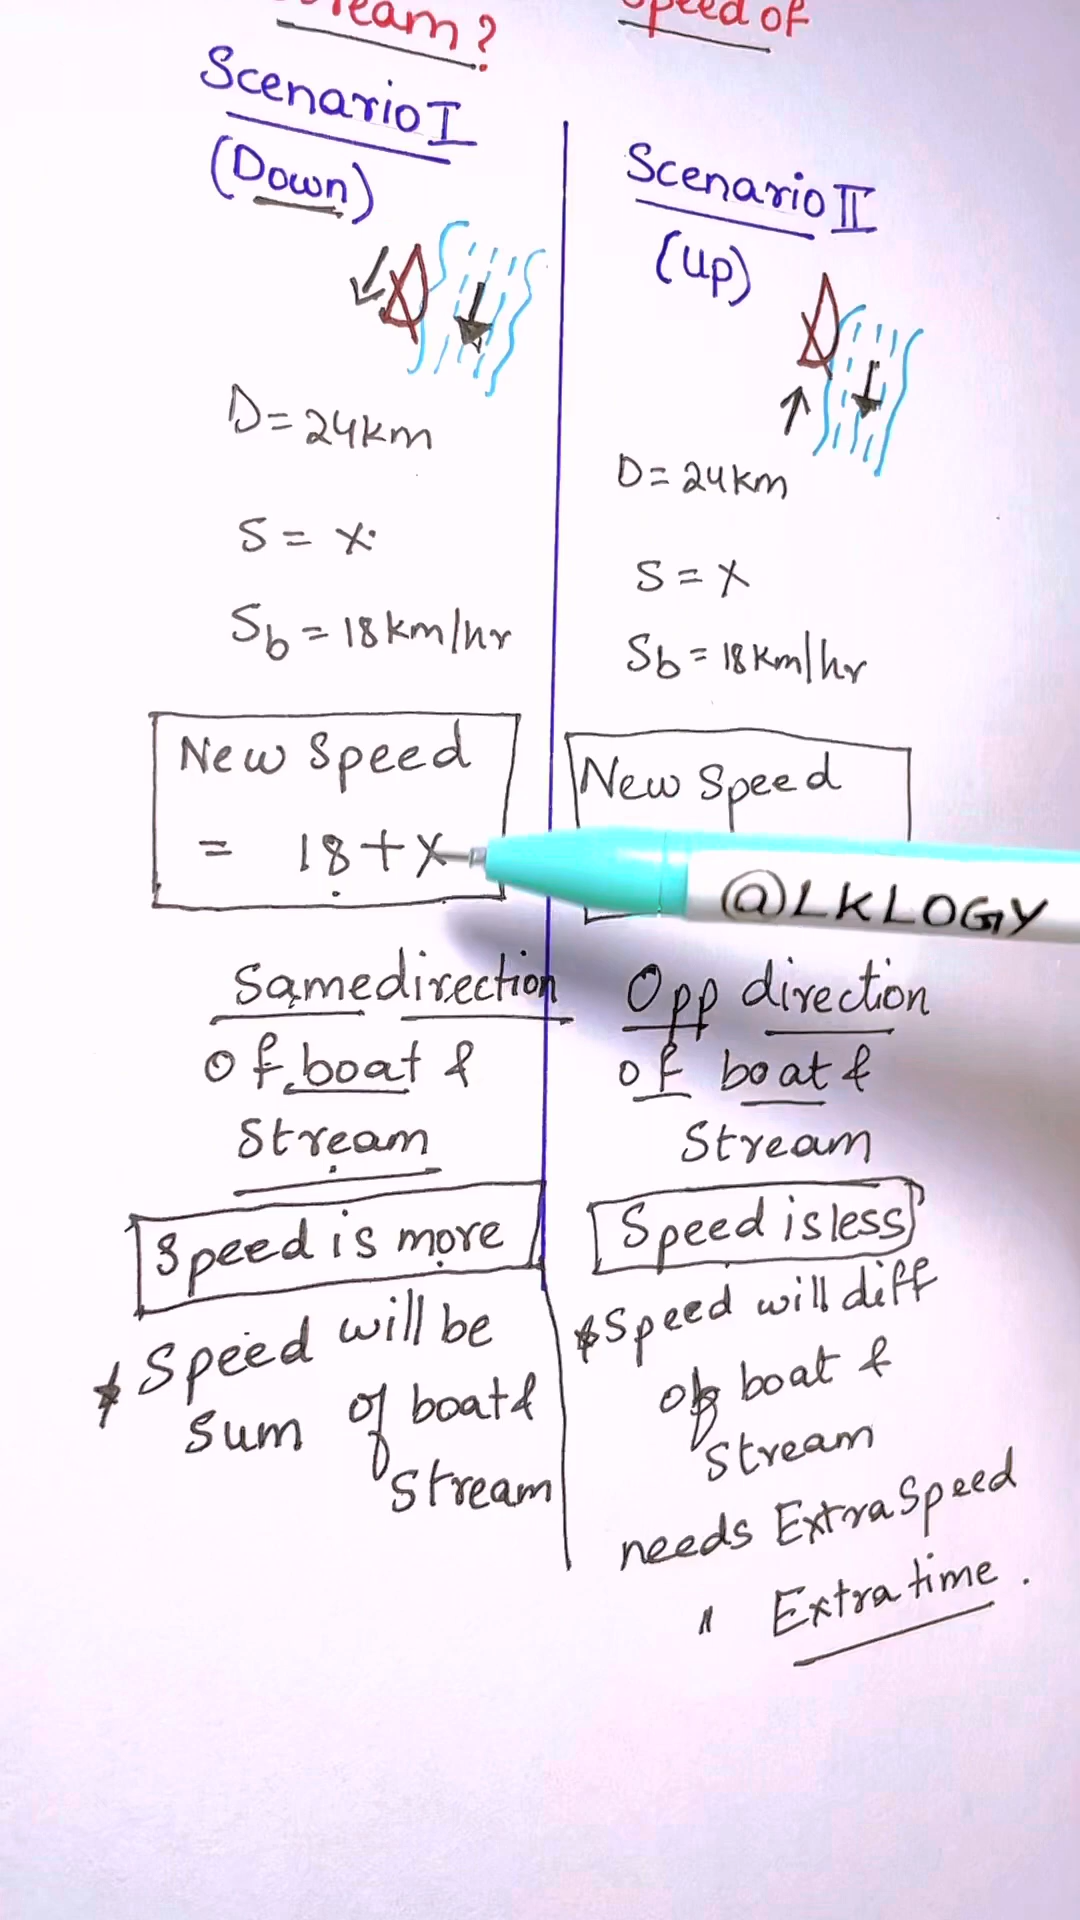 stream?
speed of
Scenario I
(Down)
D = 24km
S = x
Sb = 18km/hr
New Speed
= 18+x
Same direction
of boat &
Stream
Speed is more
* Speed will be
sum of boat &
Stream
Scenario II
(Up)
D = 24km
S = x
Sb = 18km/hr
New Speed
@LKLOGY
Opp direction
of boat &
Stream
Speed is less
* Speed will diff
of boat &
Stream
needs Extra Speed
" Extra time.